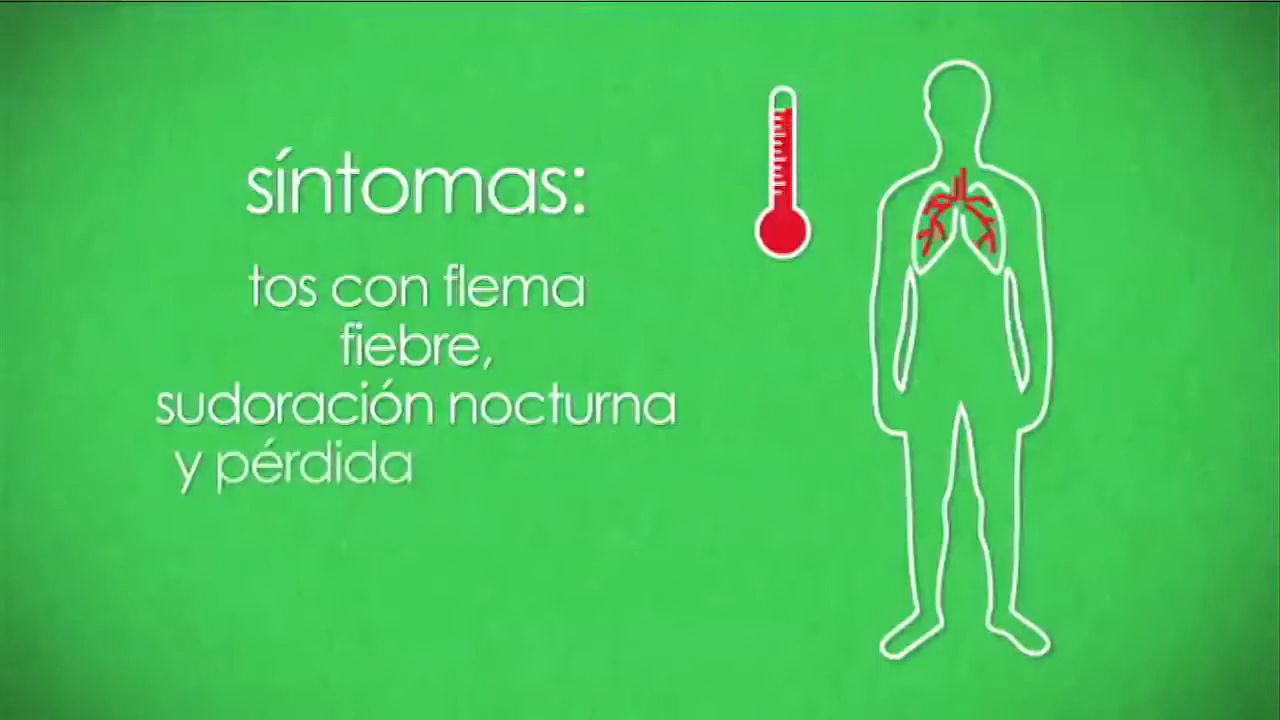 síntomas:
tos con flema
fiebre,
sudoración nocturna
y pérdida